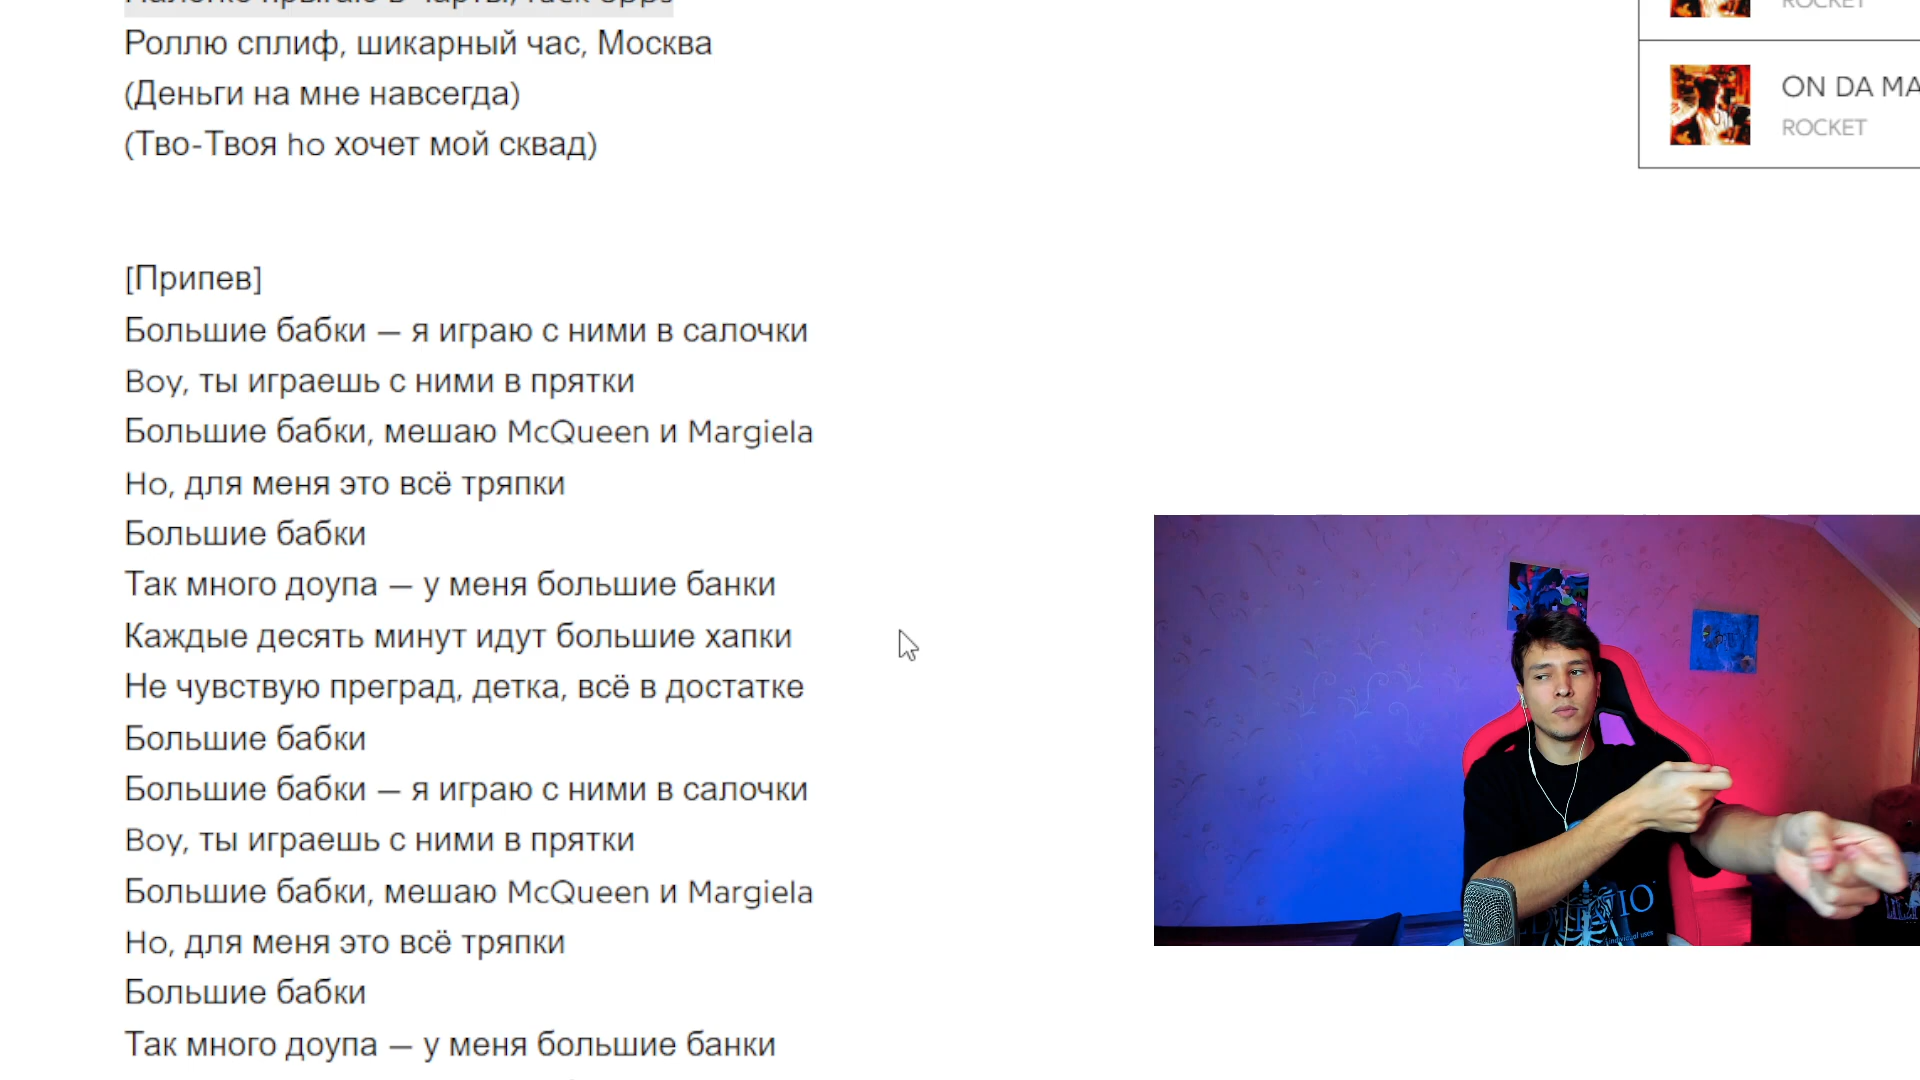 Роллю сплиф, шикарный час, Москва
(Деньги на мне навсегда)
(Тво-Твоя ho хочет мой сквад)
[Припев]
Большие бабки — я играю с ними в салочки
Boy, ты играешь с ними в прятки
Большие бабки, мешаю McQueen и Margiela
Но, для меня это всё тряпки
Большие бабки
Так много доупа — у меня большие банки
Каждые десять минут идут большие хапки
Не чувствую преград, детка, всё в достатке
Большие бабки
Большие бабки — я играю с ними в салочки
Boy, ты играешь с ними в прятки
Большие бабки, мешаю McQueen и Margiela
Но, для меня это всё тряпки
Большие бабки
Так много доупа — у меня большие банки
ROCKET
ON DA MA
ROCKET
individual uses